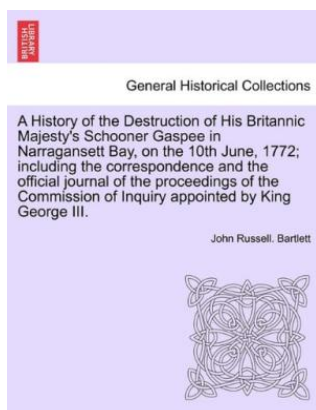 BRITISH
LIBRARY
General Historical Collections
A History of the Destruction of His Britannic
Majesty's Schooner Gaspee in
Narragansett Bay, on the 10th June, 1772;
including the correspondence and the
official journal of the proceedings of the
Commission of Inquiry appointed by King
George III.
John Russell. Bartlett